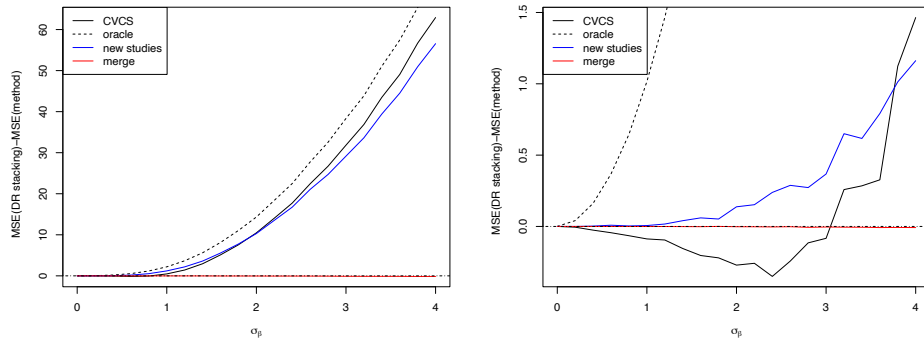 CVCS
oracle
new studies
merge
MSE(DR stacking)−MSE(method)
0
10
20
30
40
50
60
0
1
2
3
4
σβ
CVCS
oracle
new studies
merge
MSE(DR stacking)−MSE(method)
0.0
0.5
1.0
1.5
0
1
2
3
4
σβ